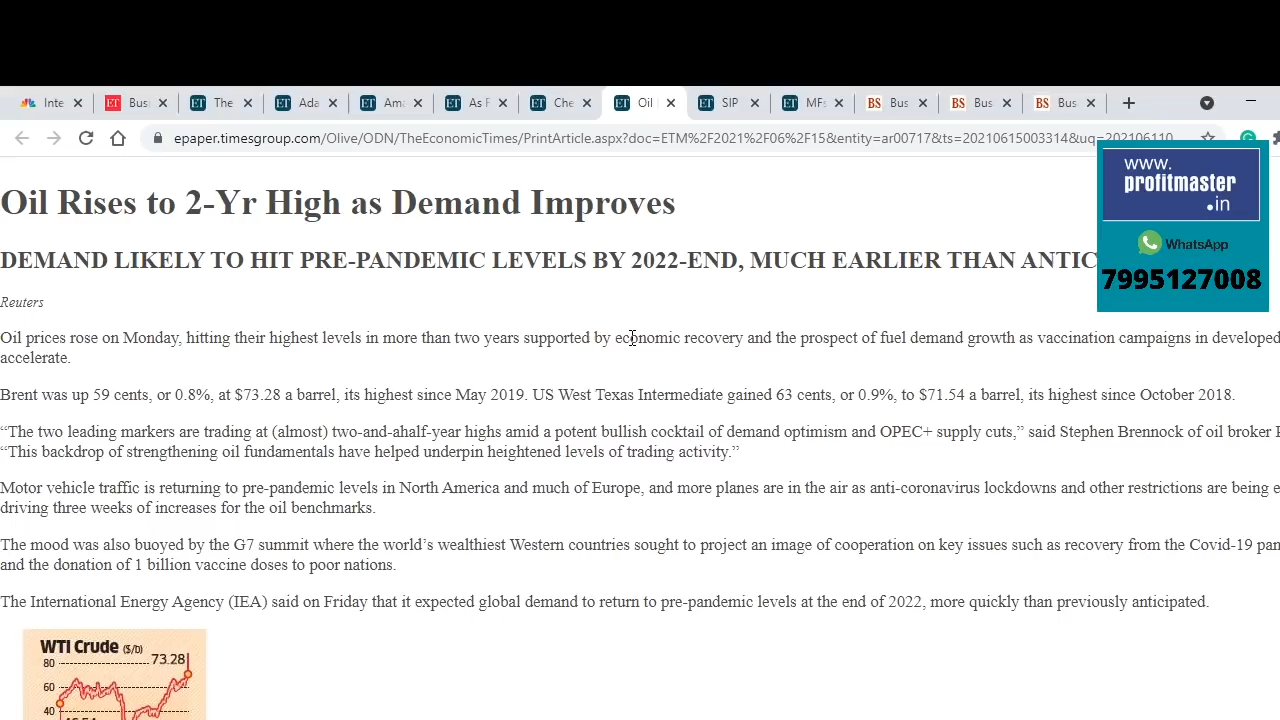 Inte
Busi
The
Ada
Ama
As F
Che
Oil
SIP
MFs
Bus
Bus
Bus
epaper.timesgroup.com/Olive/ODN/TheEconomicTimes/PrintArticle.aspx?doc=ETM%2F2021%2F06%2F15&entity=ar00717&ts=20210615003314&uq=202106110
www.
profitmaster
.in
WhatsApp
7995127008
Oil Rises to 2-Yr High as Demand Improves
DEMAND LIKELY TO HIT PRE-PANDEMIC LEVELS BY 2022-END, MUCH EARLIER THAN ANTIC
Reuters
Oil prices rose on Monday, hitting their highest levels in more than two years supported by economic recovery and the prospect of fuel demand growth as vaccination campaigns in developed
accelerate.
Brent was up 59 cents, or 0.8%, at $73.28 a barrel, its highest since May 2019. US West Texas Intermediate gained 63 cents, or 0.9%, to $71.54 a barrel, its highest since October 2018.
“The two leading markers are trading at (almost) two-and-ahalf-year highs amid a potent bullish cocktail of demand optimism and OPEC+ supply cuts,” said Stephen Brennock of oil broker
“This backdrop of strengthening oil fundamentals have helped underpin heightened levels of trading activity.”
Motor vehicle traffic is returning to pre-pandemic levels in North America and much of Europe, and more planes are in the air as anti-coronavirus lockdowns and other restrictions are being e
driving three weeks of increases for the oil benchmarks.
The mood was also buoyed by the G7 summit where the world’s wealthiest Western countries sought to project an image of cooperation on key issues such as recovery from the Covid-19 pan
and the donation of 1 billion vaccine doses to poor nations.
The International Energy Agency (IEA) said on Friday that it expected global demand to return to pre-pandemic levels at the end of 2022, more quickly than previously anticipated.
WTI Crude ($/b)
80
73.28
60
40